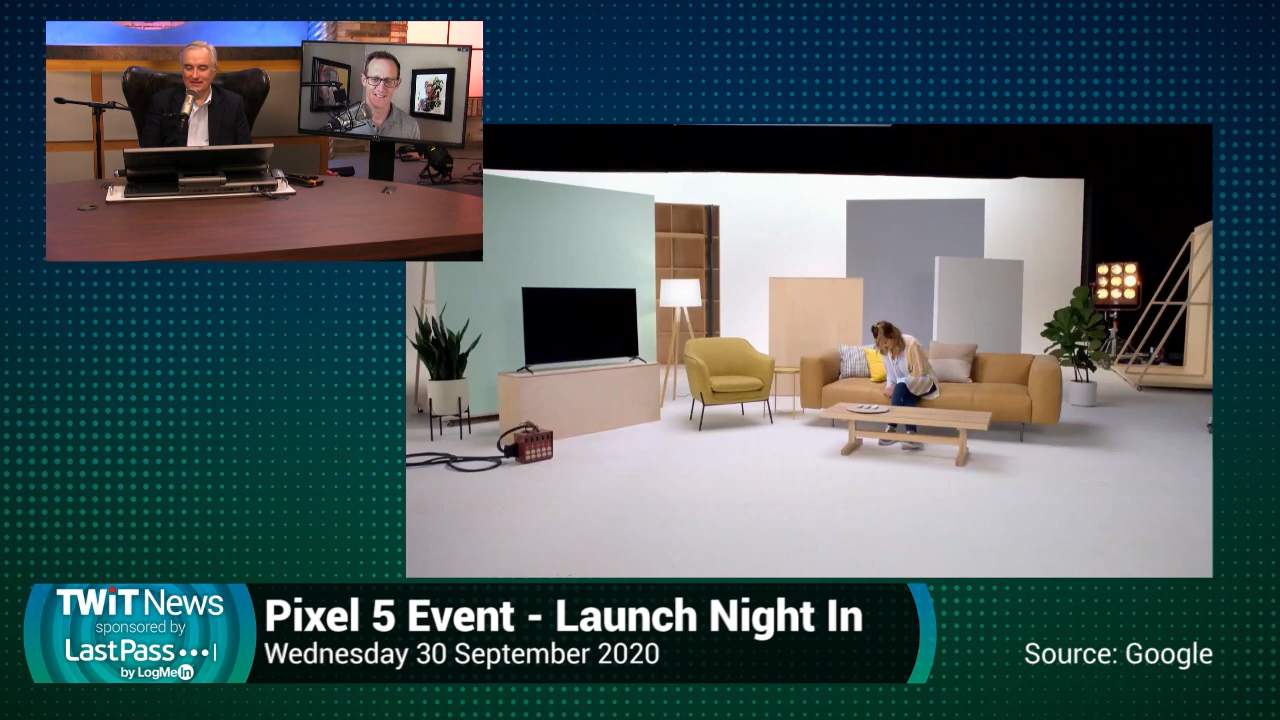 TWiT News
sponsored by
LastPass•••|
by LogMeIn
Pixel 5 Event - Launch Night In
Wednesday 30 September 2020
Source: Google